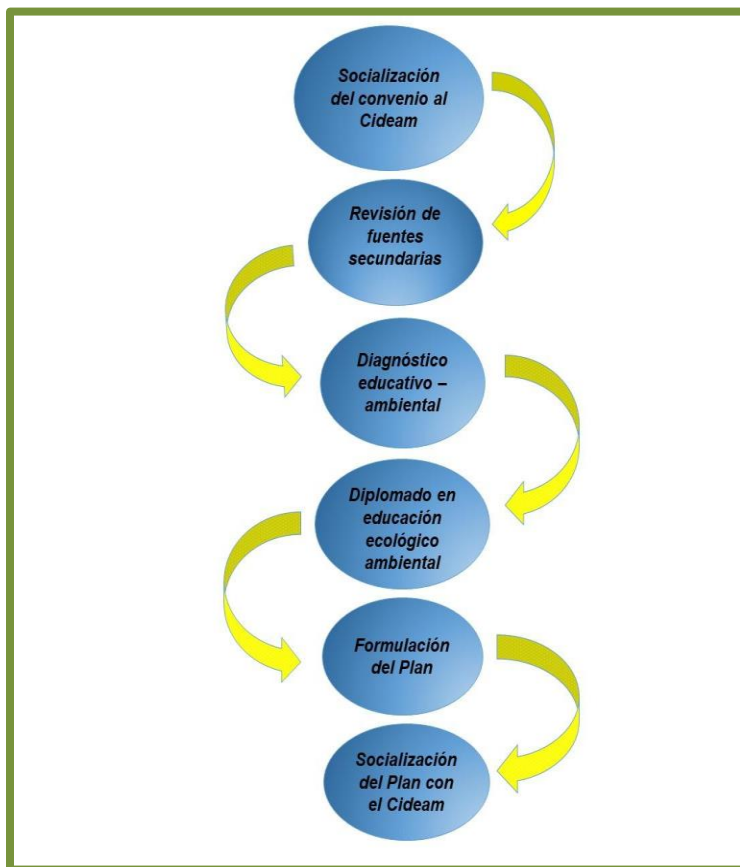 Socialización
del convenio al
Cideam
Revisión de
fuentes
secundarias
Diagnóstico
educativo –
ambiental
Diplomado en
educación
ecológico
ambiental
Formulación
del Plan
Socialización
del Plan con
el Cideam